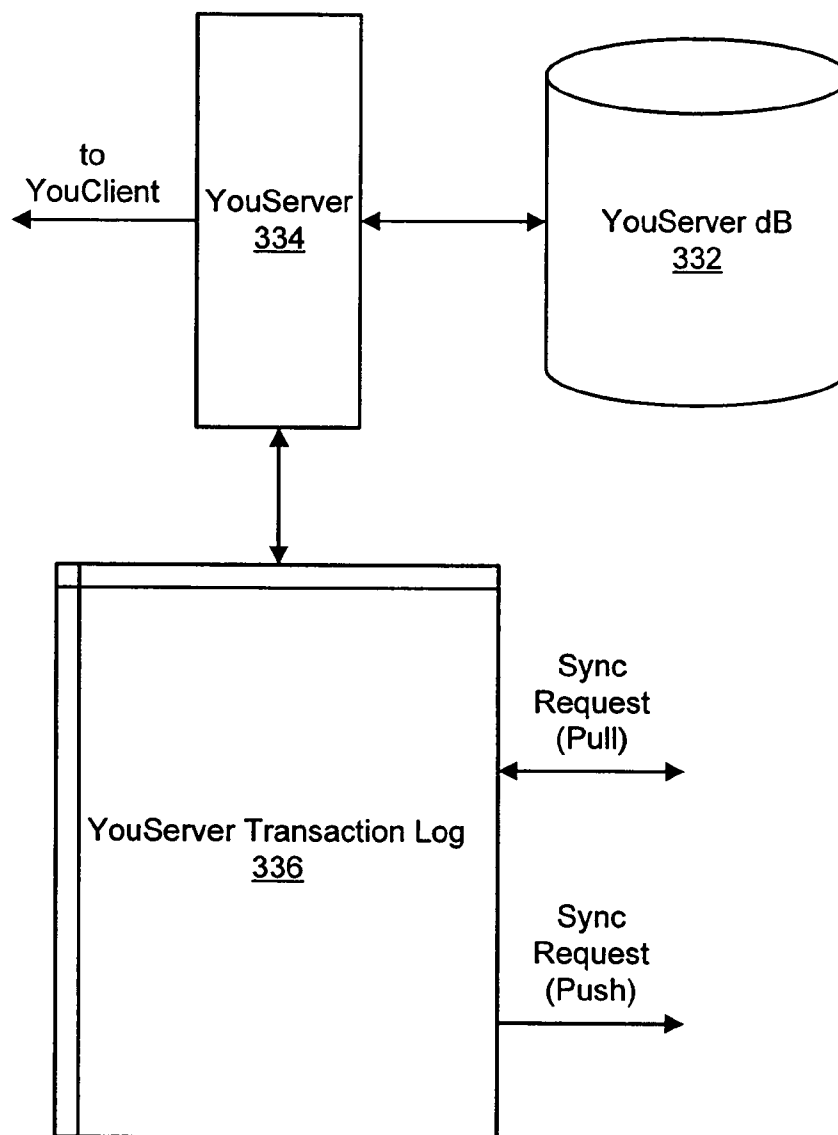 to
YouClient
YouServer
334
YouServer dB
332
Sync
Request
(Pull)
YouServer Transaction Log
336
Sync
Request
(Push)